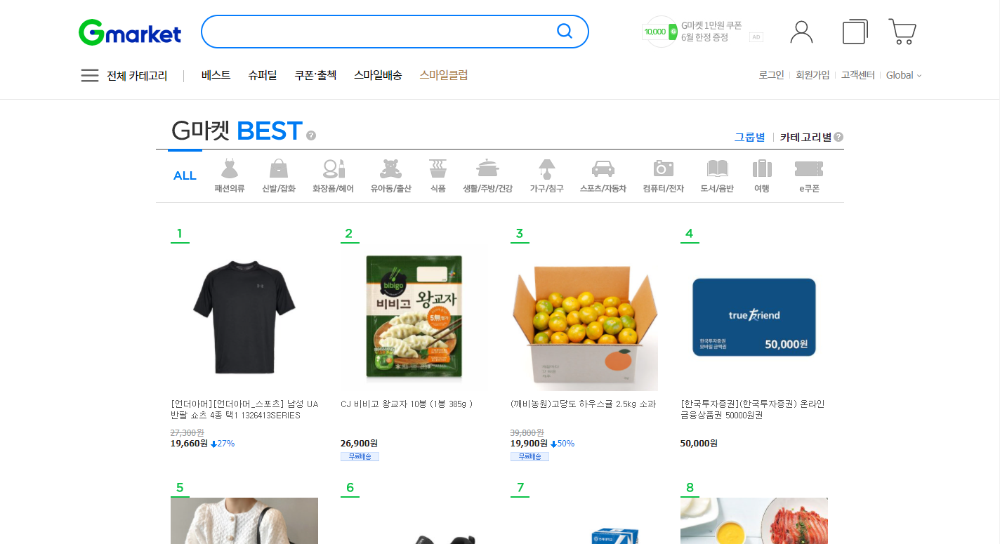 Gmarket
10,000
G마켓 1만원 쿠폰
6월 한정 증정
AD
전체 카테고리
베스트
슈퍼딜
쿠폰·출첵
스마일배송
스마일클럽
로그인
회원가입
고객센터
Global
G마켓 BEST
그룹별
카테고리별
ALL
패션의류
신발/잡화
화장품/헤어
유아동/출산
식품
생활/주방/건강
가구/침구
스포츠/자동차
컴퓨터/전자
도서/음반
여행
e쿠폰
1
2
3
4
bibigo
비비고 왕교자
true friend
한국투자증권
모바일 금액권
50,000원
[언더아머][언더아머_스포츠] 남성 UA
반팔 쇼츠 4종 택1 1326413SERIES
27,300원
19,660원 27%
CJ 비비고 왕교자 10봉 (1봉 385g )
26,900원
무료배송
(깨비농원)고당도 하우스귤 2.5kg 소과
39,800원
19,900원 50%
무료배송
[한국투자증권](한국투자증권) 온라인
금융상품권 50000원권
50,000원
5
6
7
8